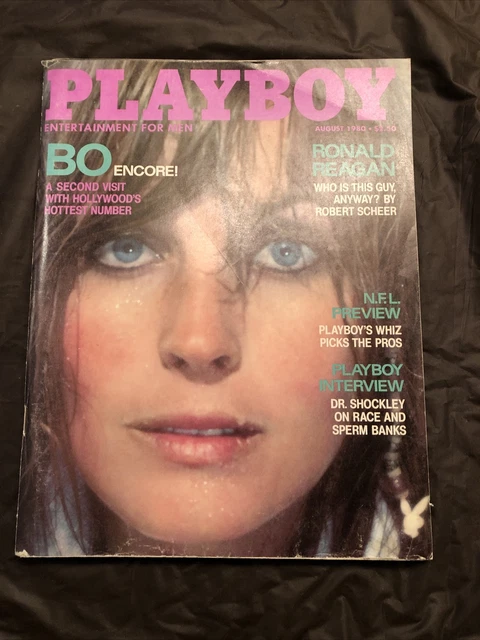 PLAYBOY
ENTERTAINMENT FOR MEN
AUGUST 1980 • $2.50
BO ENCORE!
A SECOND VISIT
WITH HOLLYWOOD'S
HOTTEST NUMBER
RONALD
REAGAN
WHO IS THIS GUY,
ANYWAY? BY
ROBERT SCHEER
N.F.L.
PREVIEW
PLAYBOY'S WHIZ
PICKS THE PROS
PLAYBOY
INTERVIEW
DR. SHOCKLEY
ON RACE AND
SPERM BANKS